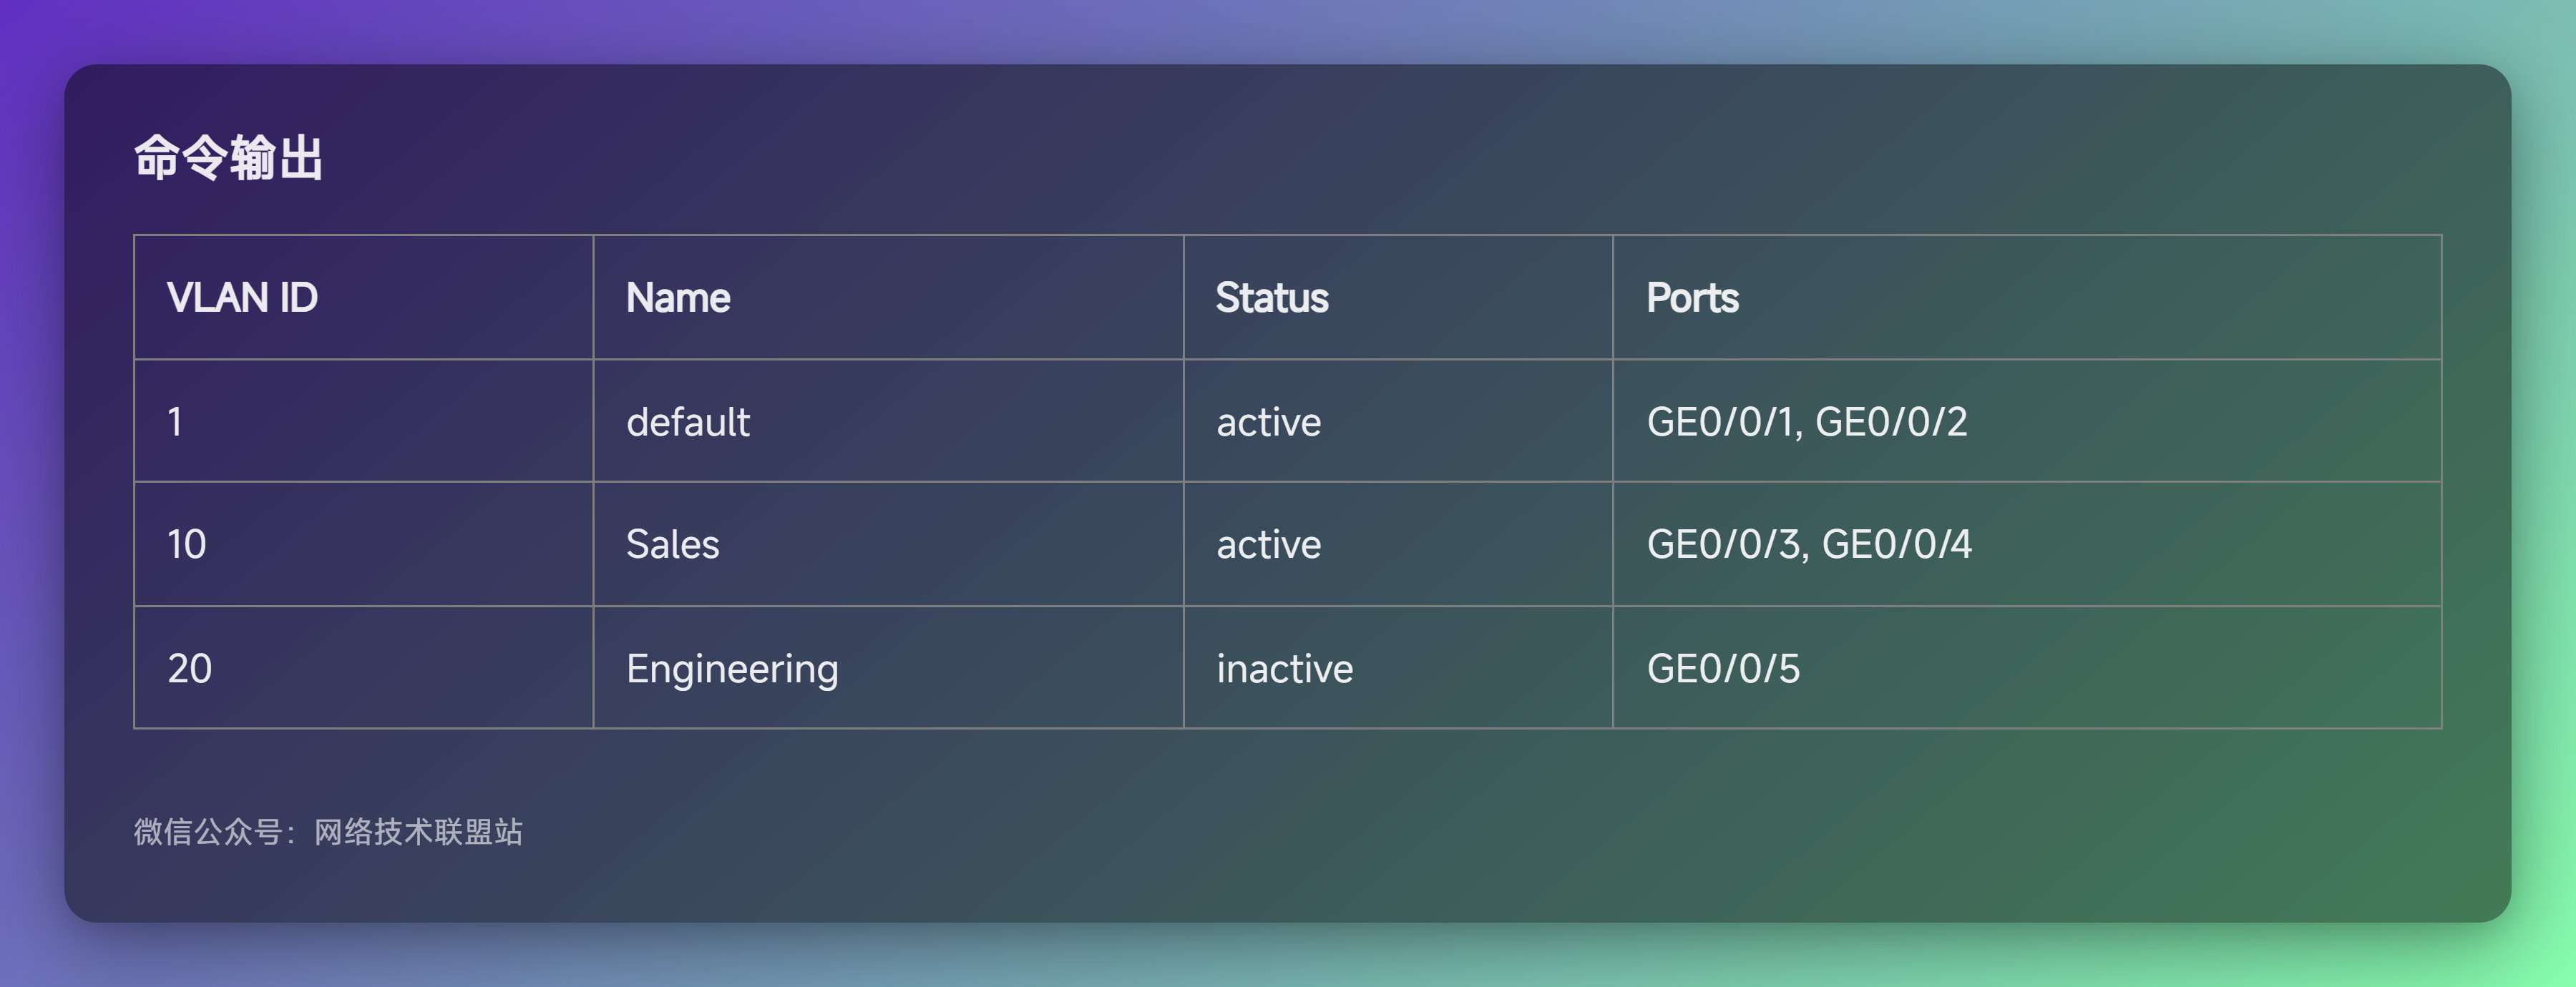 命令输出
VLAN ID Name Status Ports
1 default active GE0/0/1, GE0/0/2
10 Sales active GE0/0/3, GE0/0/4
20 Engineering inactive GE0/0/5
微信公众号：网络技术联盟站